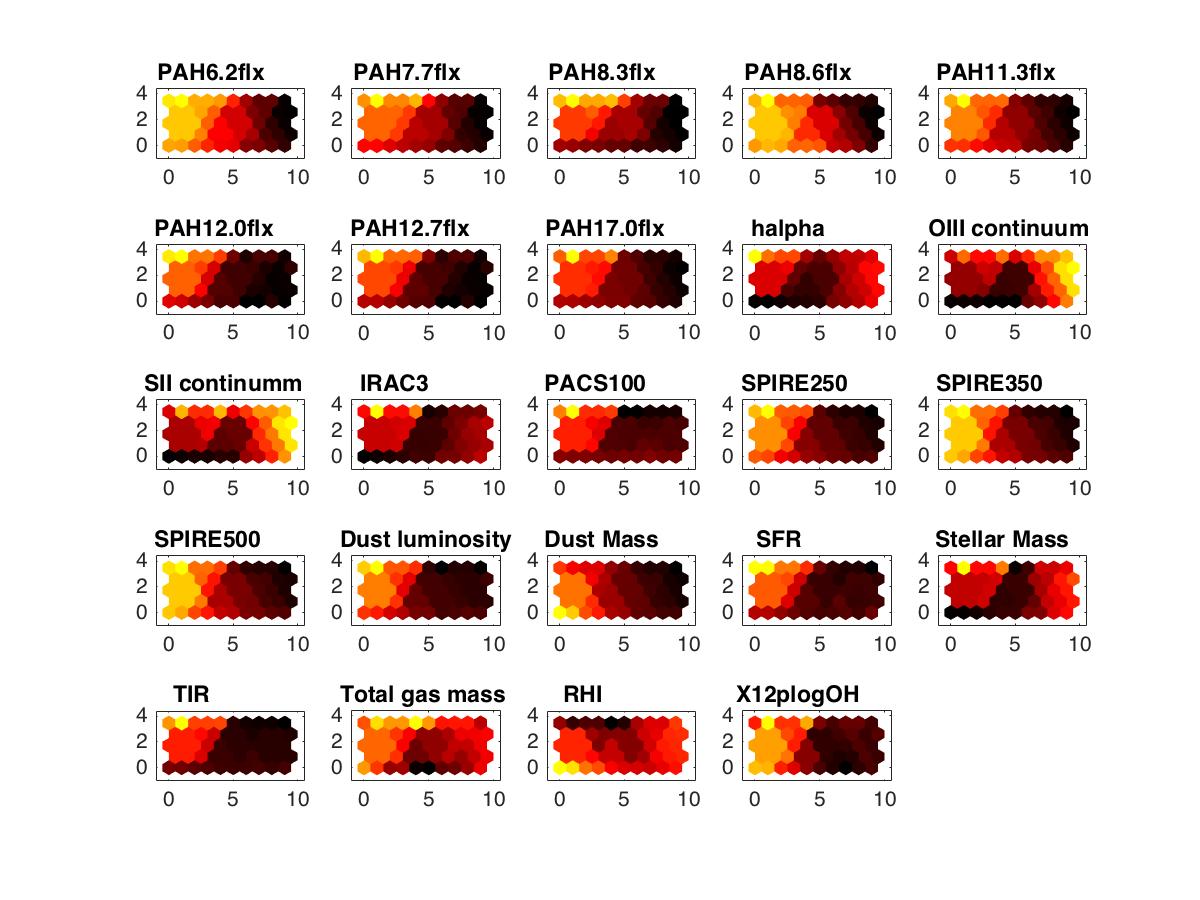 PAH6.2flx PAH7.7flx PAH8.3flx PAH8.6flx PAH11.3flx
4 4 4 4 4
2 2 2 2 2
0 0 0 0 0
0 5 10 0 5 10 0 5 10 0 5 10 0 5 10
PAH12.0flx PAH12.7flx PAH17.0flx halpha OIII continuum
4 4 4 4 4
2 2 2 2 2
0 0 0 0 0
0 5 10 0 5 10 0 5 10 0 5 10 0 5 10
SII continumm IRAC3 PACS100 SPIRE250 SPIRE350
4 4 4 4 4
2 2 2 2 2
0 0 0 0 0
0 5 10 0 5 10 0 5 10 0 5 10 0 5 10
SPIRE500 Dust luminosity Dust Mass SFR Stellar Mass
4 4 4 4 4
2 2 2 2 2
0 0 0 0 0
0 5 10 0 5 10 0 5 10 0 5 10 0 5 10
TIR Total gas mass RHI X12plogOH
4 4 4 4
2 2 2 2
0 0 0 0
0 5 10 0 5 10 0 5 10 0 5 10